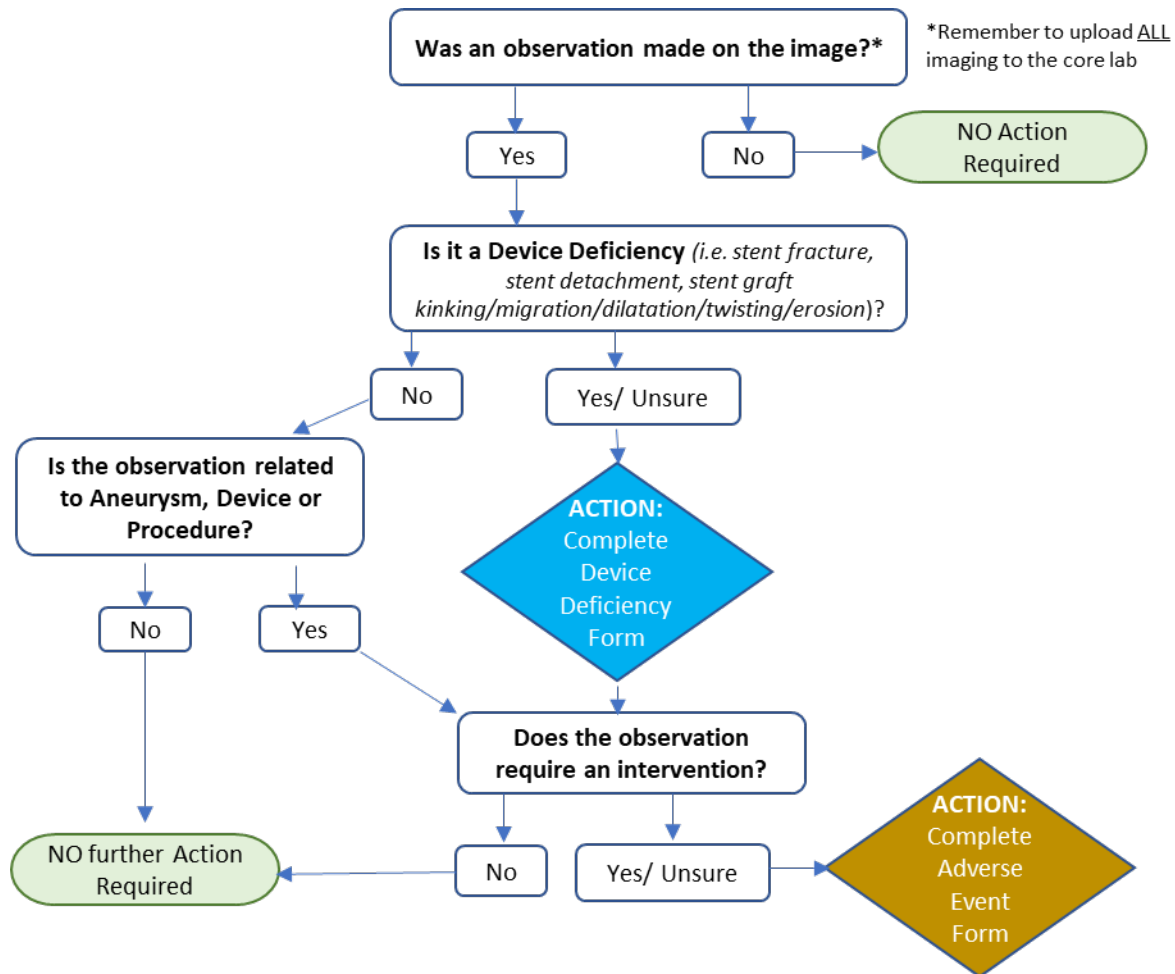 Was an observation made on the image?*
*Remember to upload ALL
imaging to the core lab
Yes
No
NO Action
Required
Is it a Device Deficiency (i.e. stent fracture,
stent detachment, stent graft
kinking/migration/dilatation/twisting/erosion)?
No
Yes/ Unsure
Is the observation related
to Aneurysm, Device or
Procedure?
ACTION:
Complete
Device
Deficiency
Form
No
Yes
Does the observation
require an intervention?
NO further Action
Required
No
Yes/ Unsure
ACTION:
Complete
Adverse
Event
Form